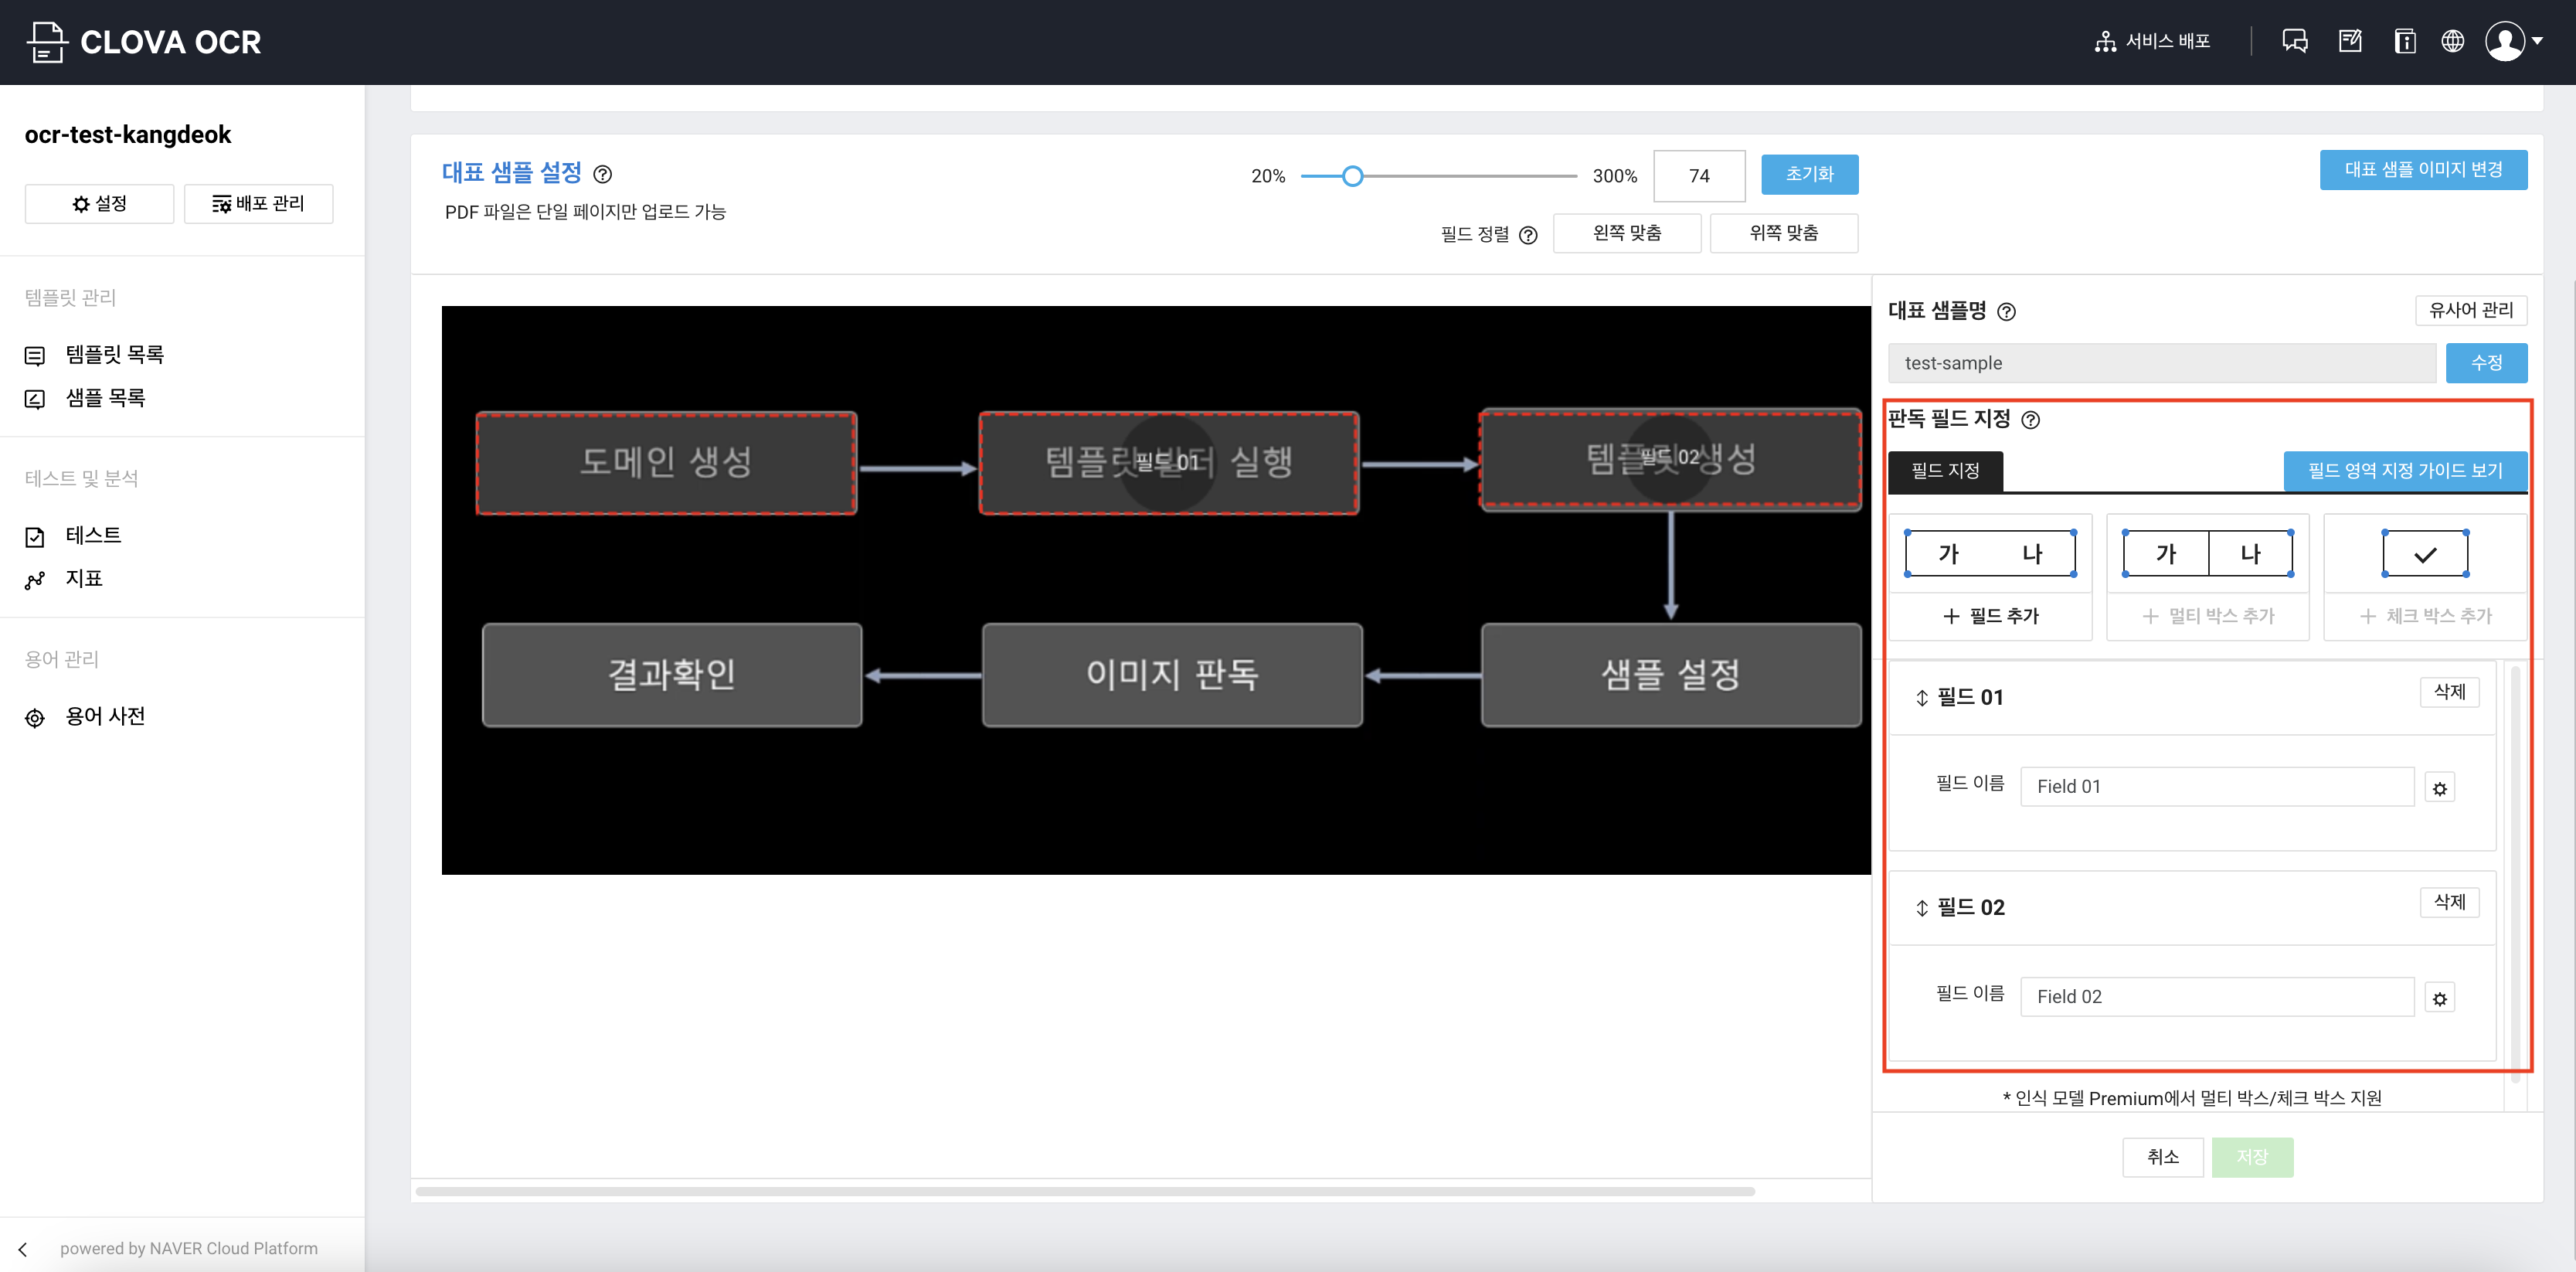 CLOVA OCR
서비스 배포
ocr-test-kangdeok
설정
배포 관리
템플릿 관리
템플릿 목록
샘플 목록
테스트 및 분석
테스트
지표
용어 관리
용어 사전
powered by NAVER Cloud Platform
대표 샘플 설정
PDF 파일은 단일 페이지만 업로드 가능
20%
300%
74
초기화
필드 정렬
왼쪽 맞춤
위쪽 맞춤
대표 샘플 이미지 변경
도메인 생성
템플릿 빌더 실행
필드 01
템플릿 생성
필드 02
결과확인
이미지 판독
샘플 설정
대표 샘플명
유사어 관리
test-sample
수정
판독 필드 지정
필드 지정
필드 영역 지정 가이드 보기
가 나
가 나
+ 필드 추가
+ 멀티 박스 추가
+ 체크 박스 추가
필드 01
삭제
필드 이름
Field 01
필드 02
삭제
필드 이름
Field 02
* 인식 모델 Premium에서 멀티 박스/체크 박스 지원
취소
저장